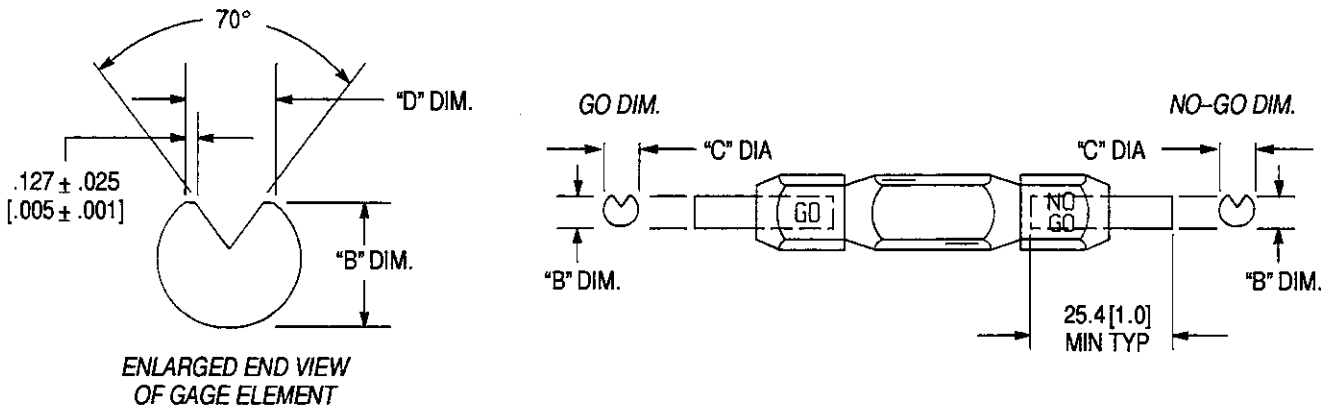 70°
"D" DIM.
.127 ± .025
[.005 ± .001]
"B" DIM.
ENLARGED END VIEW
OF GAGE ELEMENT
GO DIM.
"C" DIA
"B" DIM.
GO
NO
GO
NO-GO DIM.
"C" DIA
"B" DIM.
25.4 [1.0]
MIN TYP